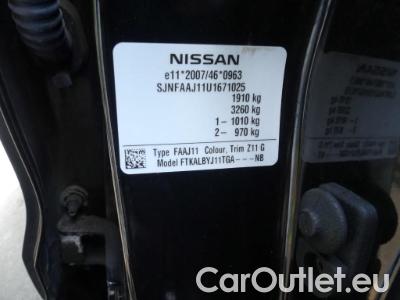 NISSAN
e11*2007/46*0963
SJNFAAJ11U1671025
1910 kg
3260 kg
1- 1010 kg
2- 970 kg
Type FAAJ11 Colour, Trim Z11 G
Model FTKALBYJ11TGA----NB
NISSAN
CarOutlet.eu